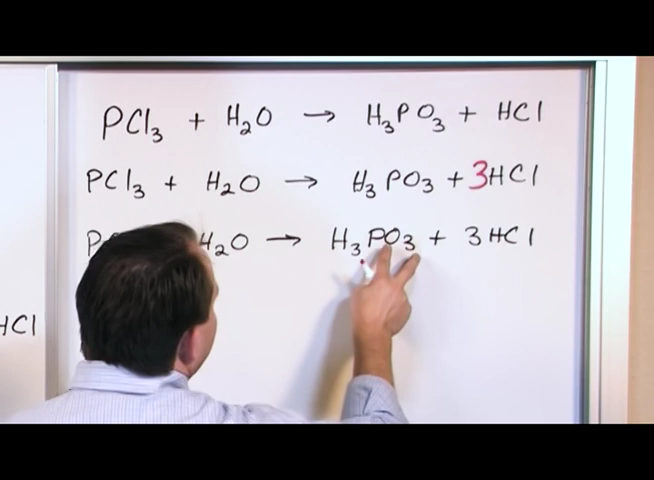 PCl₃ + H₂O → H₃PO₃ + HCl
PCl₃ + H₂O → H₃PO₃ + 3HCl
P H₂O → H₃PO₃ + 3HCl
HCl